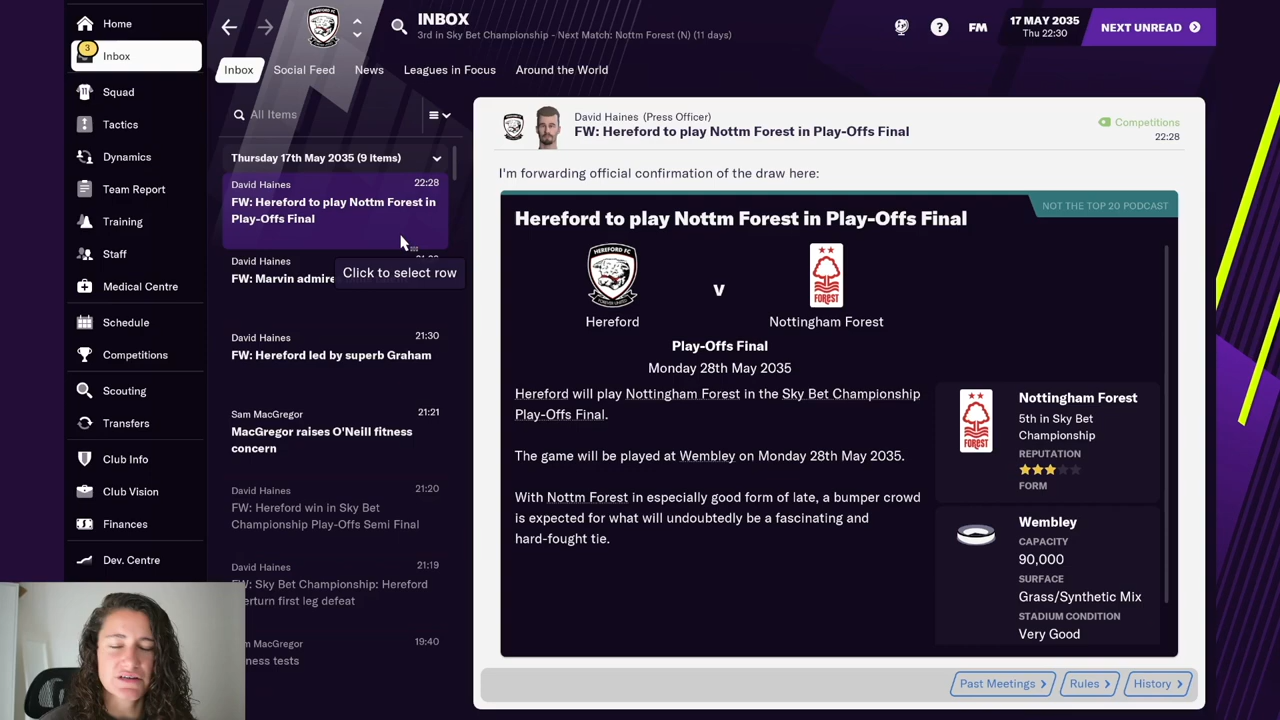 Home
Inbox
3
Squad
Tactics
Dynamics
Team Report
Training
Staff
Medical Centre
Schedule
Competitions
Scouting
Transfers
Club Info
Club Vision
Finances
Dev. Centre
INBOX
3rd in Sky Bet Championship - Next Match: Nottm Forest (N) (11 days)
FM
17 MAY 2035
Thu 22:30
NEXT UNREAD
Inbox
Social Feed
News
Leagues in Focus
Around the World
All Items
Thursday 17th May 2035 (9 Items)
David Haines
22:28
FW: Hereford to play Nottm Forest in
Play-Offs Final
David Haines
FW: Marvin admire
Click to select row
David Haines
21:30
FW: Hereford led by superb Graham
Sam MacGregor
21:21
MacGregor raises O'Neill fitness
concern
David Haines
21:20
FW: Hereford win in Sky Bet
Championship Play-Offs Semi Final
David Haines
21:19
FW: Sky Bet Championship: Hereford
erturn first leg defeat
m MacGregor
19:40
ness tests
David Haines (Press Officer)
FW: Hereford to play Nottm Forest in Play-Offs Final
Competitions
22:28
I'm forwarding official confirmation of the draw here:
NOT THE TOP 20 PODCAST
Hereford to play Nottm Forest in Play-Offs Final
HEREFORD FC
v
Hereford
Nottingham Forest
Play-Offs Final
Monday 28th May 2035
Hereford will play Nottingham Forest in the Sky Bet Championship
Play-Offs Final.
The game will be played at Wembley on Monday 28th May 2035.
With Nottm Forest in especially good form of late, a bumper crowd
is expected for what will undoubtedly be a fascinating and
hard-fought tie.
Nottingham Forest
5th in Sky Bet
Championship
REPUTATION
FORM
Wembley
CAPACITY
90,000
SURFACE
Grass/Synthetic Mix
STADIUM CONDITION
Very Good
Past Meetings
Rules
History